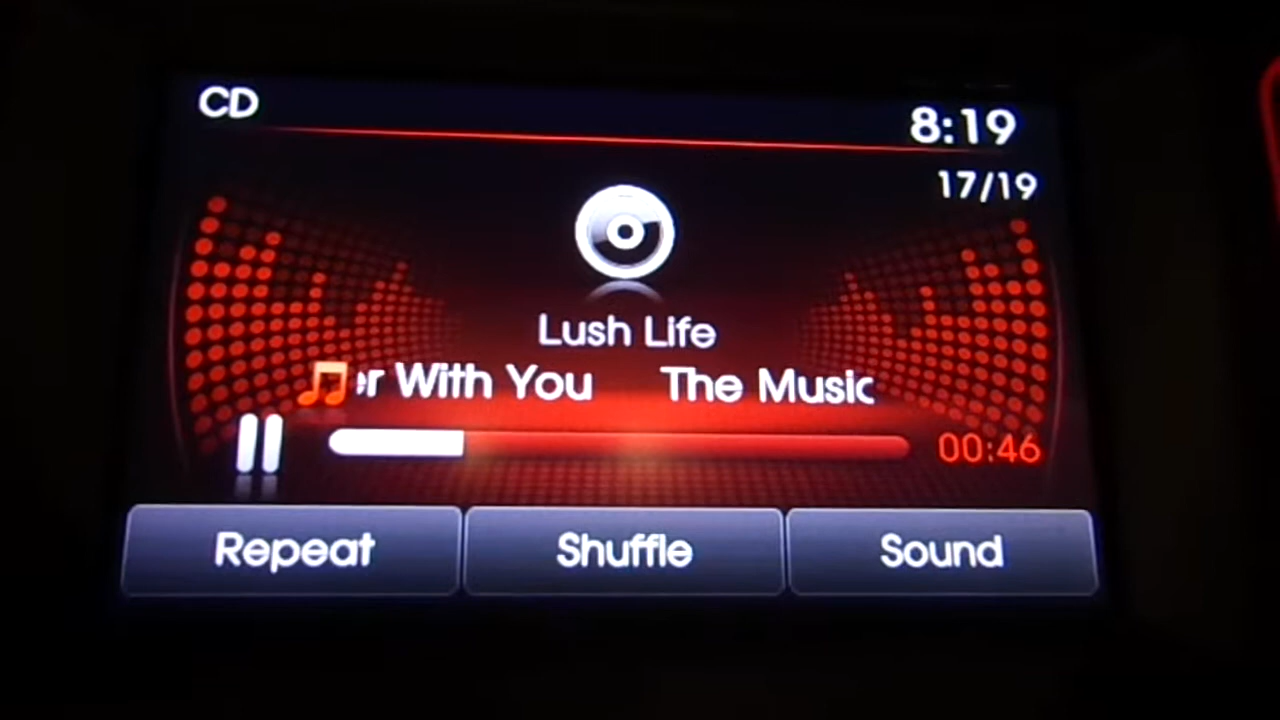 CD
8:19
17/19
Lush Life
r With You The Music
00:46
Repeat
Shuffle
Sound